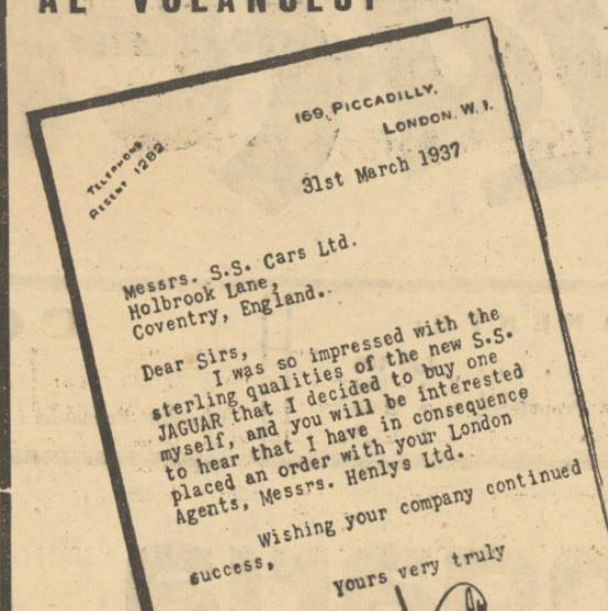 AL VOLANGEUR
169, PICCADILLY.
LONDON. W. 1.
TELEPHONE
REGENT 1282
31st March 1937
Messrs. S.S. Cars Ltd.
Holbrook Lane,
Coventry, England.
Dear Sirs,
I was so impressed with the
sterling qualities of the new S.S.
JAGUAR that I decided to buy one
myself, and you will be interested
to hear that I have in consequence
placed an order with your London
Agents, Messrs. Henlys Ltd.
Wishing your company continued
success,
Yours very truly